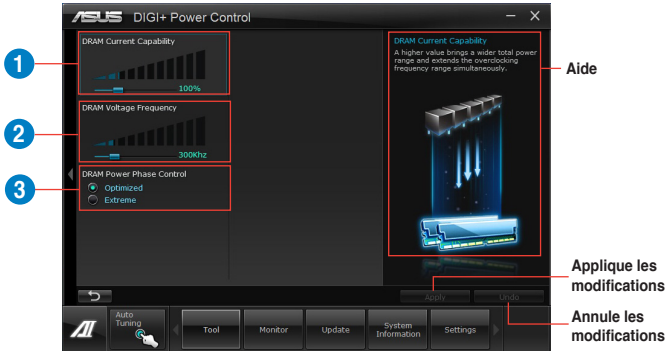 ASUS DIGI+ Power Control
1
DRAM Current Capability
100%
2
DRAM Voltage Frequency
300Khz
3
DRAM Power Phase Control
Optimized
Extreme
DRAM Current Capability
A higher value brings a wider total power
range and extends the overclocking
frequency range simultaneously.
Aide
Apply
Undo
Applique les
modifications
Annule les
modifications
AI
Auto
Tuning
Tool
Monitor
Update
System
Information
Settings